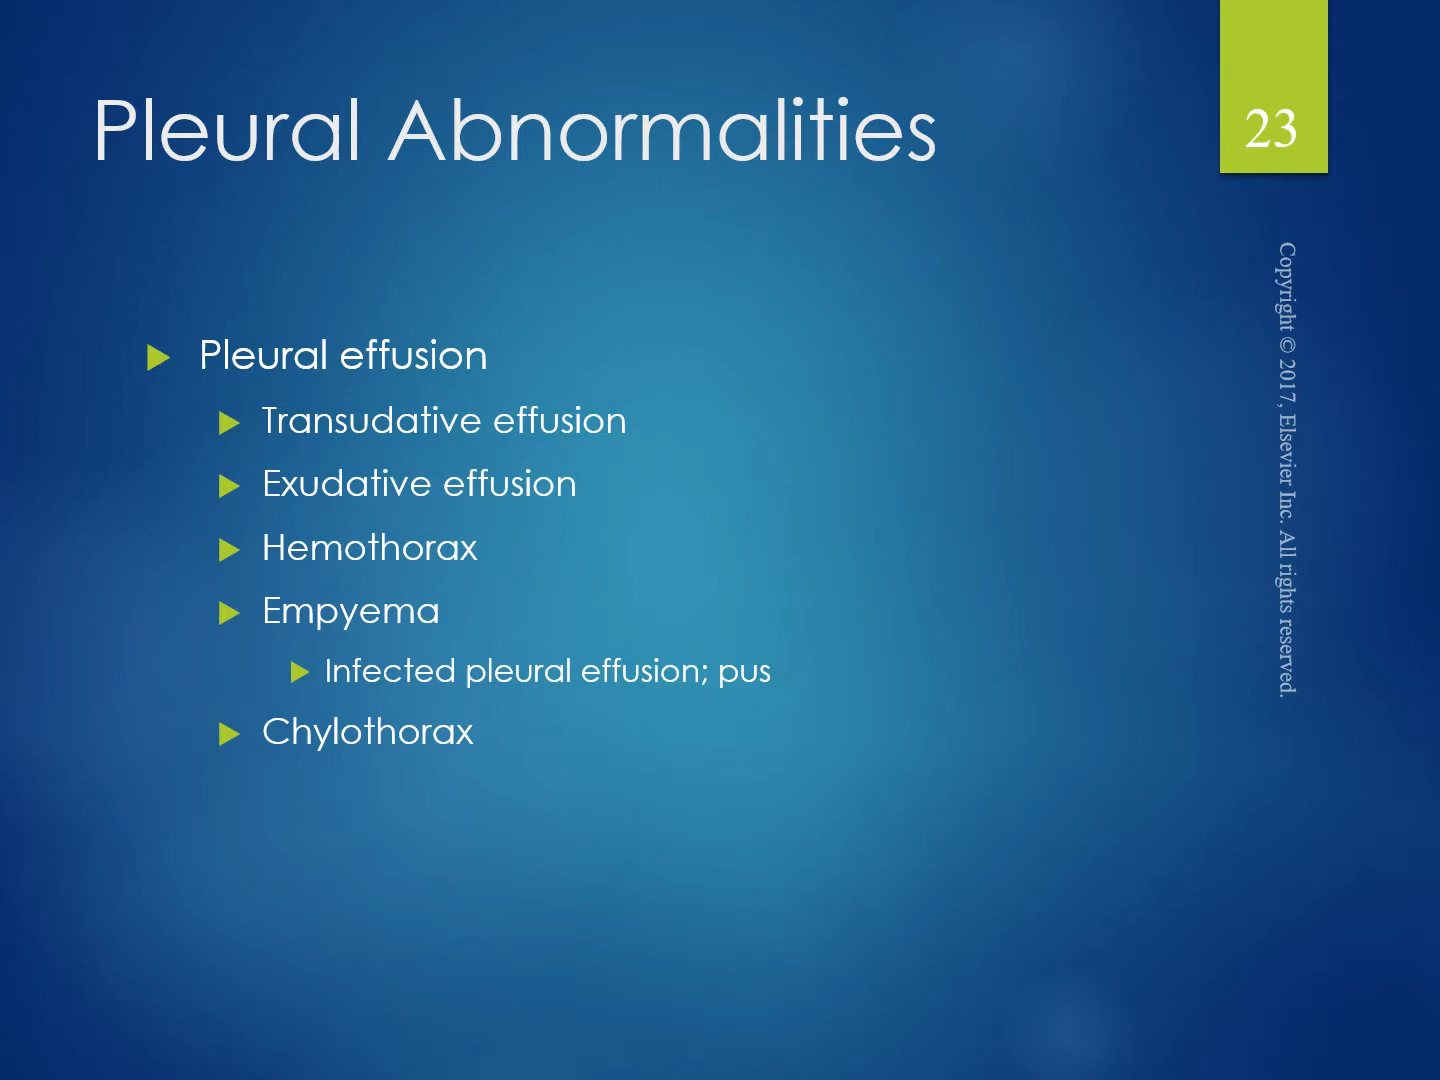 Pleural Abnormalities
23
Pleural effusion
Transudative effusion
Exudative effusion
Hemothorax
Empyema
Infected pleural effusion; pus
Chylothorax
Copyright © 2017, Elsevier Inc. All rights reserved.